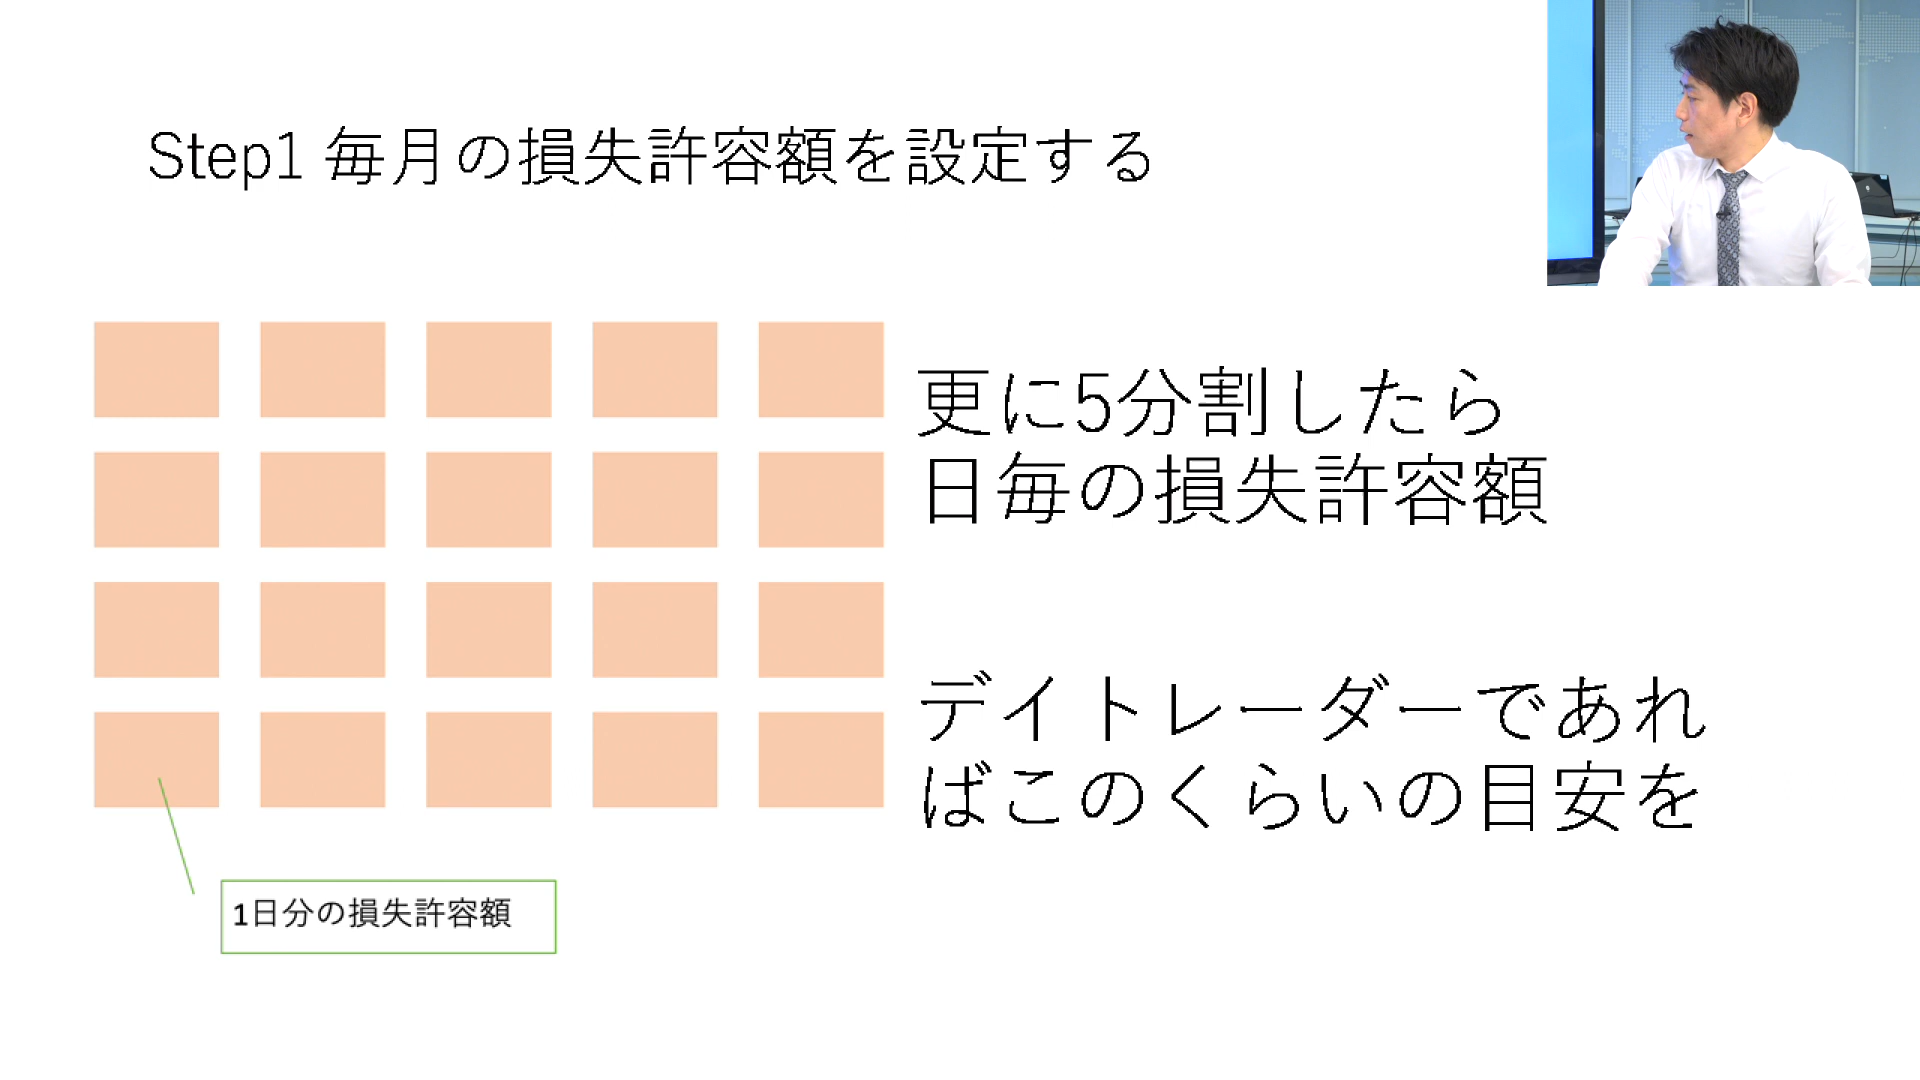 Step1 毎月の損失許容額を設定する
更に5分割したら
日毎の損失許容額
デイトレーダーであれ
ばこのくらいの目安を
1日分の損失許容額